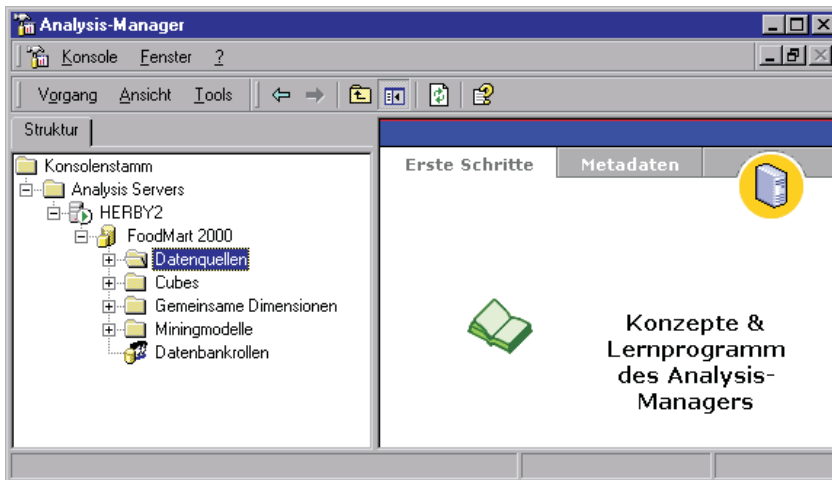 Analysis-Manager
Konsole Fenster ?
Vorgang Ansicht Tools
Struktur
Konsolenstamm
Analysis Servers
HERBY2
FoodMart 2000
Datenquellen
Cubes
Gemeinsame Dimensionen
Miningmodelle
Datenbankrollen
Erste Schritte Metadaten
Konzepte &
Lernprogramm
des Analysis-
Managers